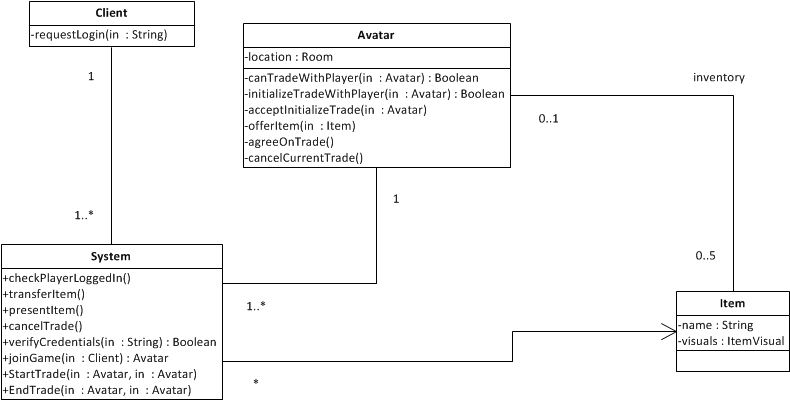 Client
-requestLogin(in : String)
1
1..*
Avatar
-location : Room
-canTradeWithPlayer(in : Avatar) : Boolean
-initializeTradeWithPlayer(in : Avatar) : Boolean
-acceptInitializeTrade(in : Avatar)
-offerItem(in : Item)
-agreeOnTrade()
-cancelCurrentTrade()
inventory
0..1
1
0..5
System
+checkPlayerLoggedIn()
+transferItem()
+presentItem()
+cancelTrade()
+verifyCredentials(in : String) : Boolean
+joinGame(in : Client) : Avatar
+StartTrade(in : Avatar, in : Avatar)
+EndTrade(in : Avatar, in : Avatar)
1..*
*
Item
-name : String
-visuals : ItemVisual